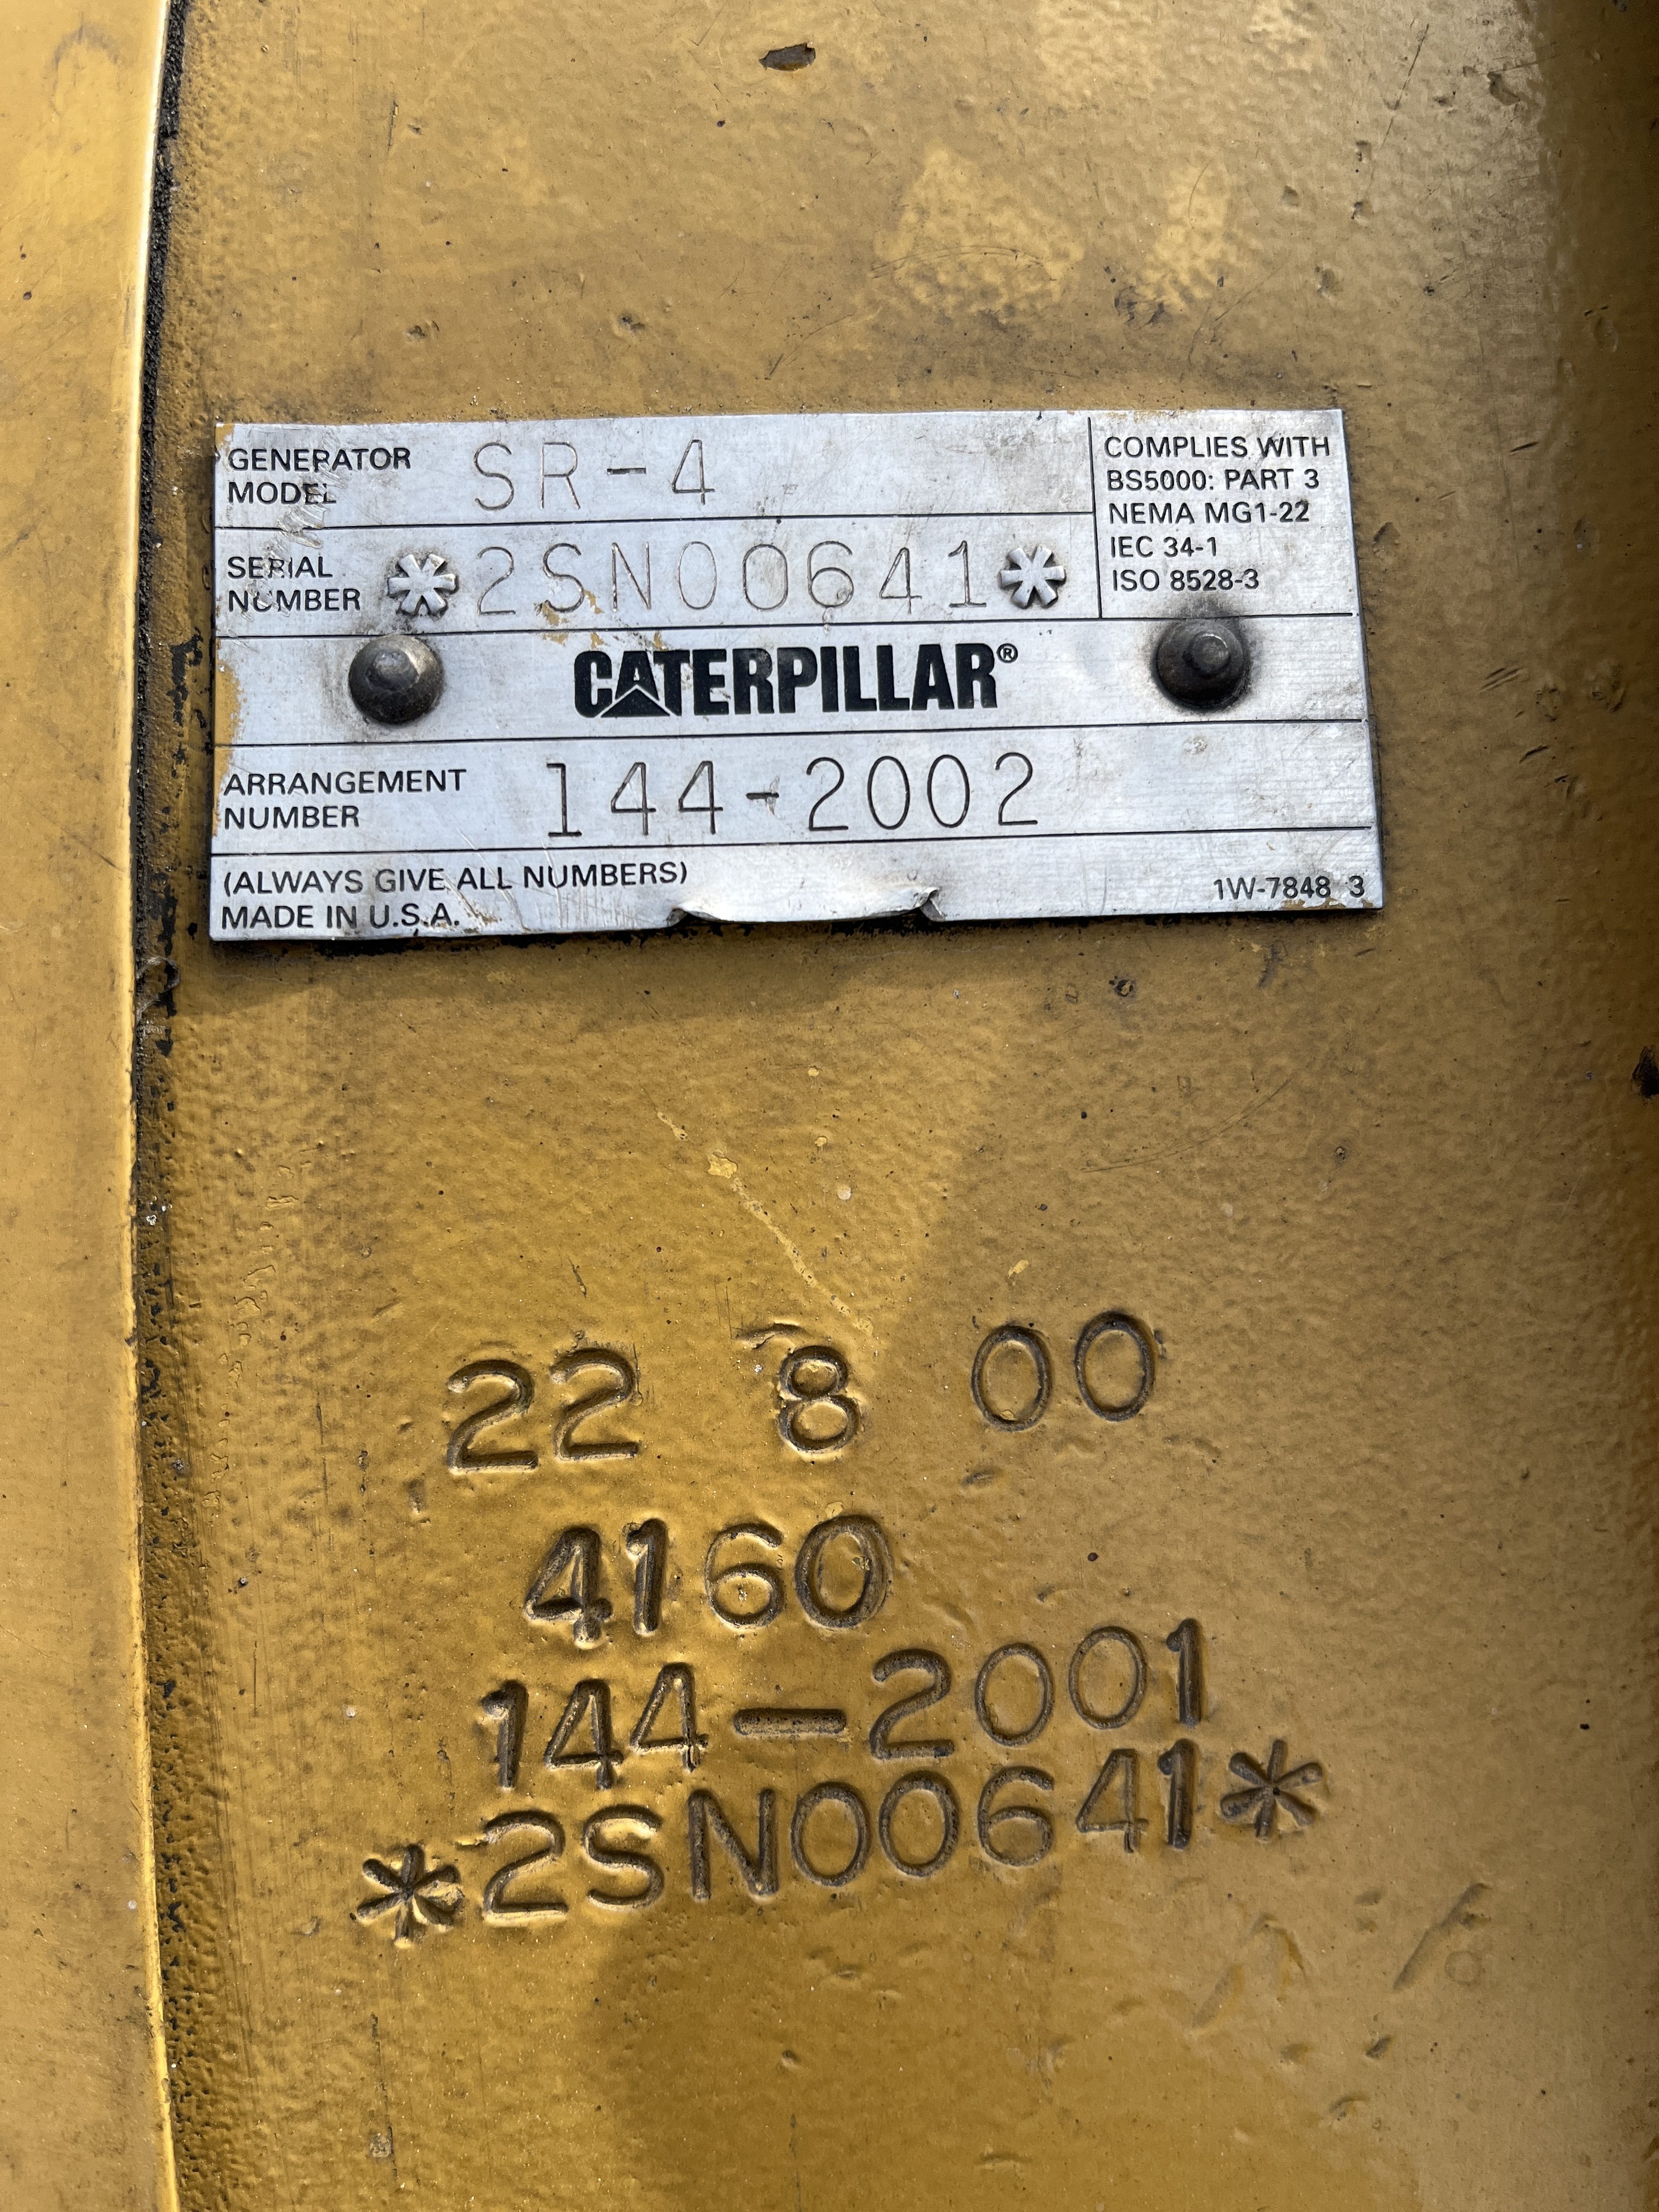 GENERATOR MODEL SR-4
SERIAL NUMBER *2SN00641*
COMPLIES WITH
BS5000: PART 3
NEMA MG1-22
IEC 34-1
ISO 8528-3
CATERPILLAR®
ARRANGEMENT NUMBER 144-2002
(ALWAYS GIVE ALL NUMBERS)
MADE IN U.S.A.
1W-7848 3
22 8 00
4160
144-2001
*2SN00641*